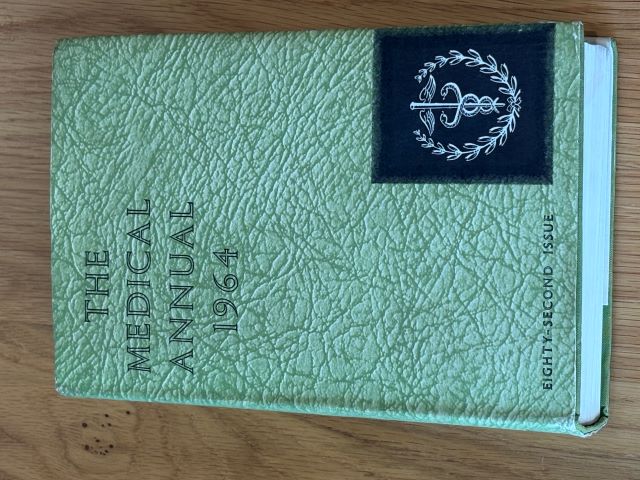 THE
MEDICAL
ANNUAL
1964
EIGHTY-SECOND ISSUE